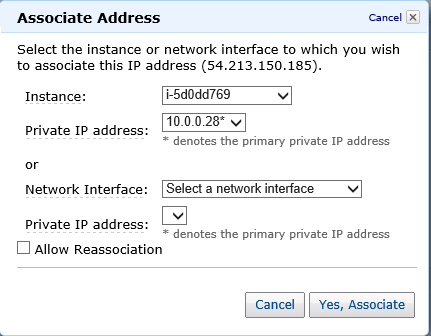 Associate Address
Cancel
Select the instance or network interface to which you wish
to associate this IP address (54.213.150.185).
Instance: i-5d0dd769
Private IP address: 10.0.0.28*
* denotes the primary private IP address
or
Network Interface: Select a network interface
Private IP address:
* denotes the primary private IP address
Allow Reassociation
Cancel Yes, Associate